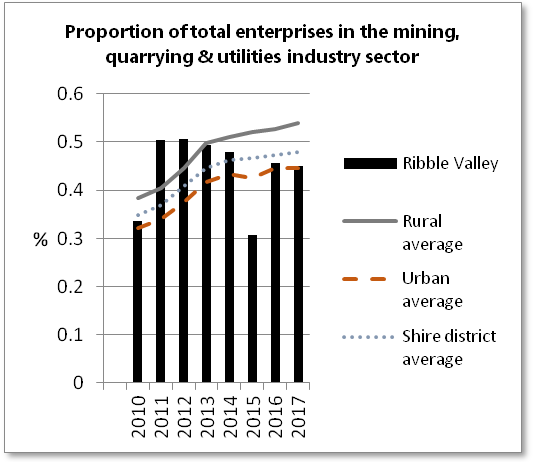 Proportion of total enterprises in the mining,
quarrying & utilities industry sector
0.6
0.5
0.4
0.3
0.2
0.1
0
%
2010
2011
2012
2013
2014
2015
2016
2017
Ribble Valley
Rural
average
Urban
average
Shire district
average